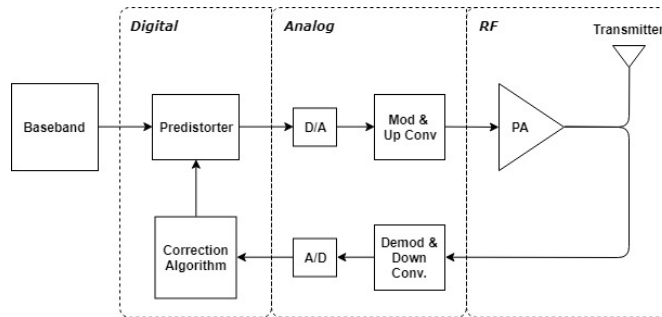 Digital
Analog
RF
Transmitter
Baseband
Predistorter
D/A
Mod &
Up Conv
PA
Correction
Algorithm
A/D
Demod &
Down
Conv.